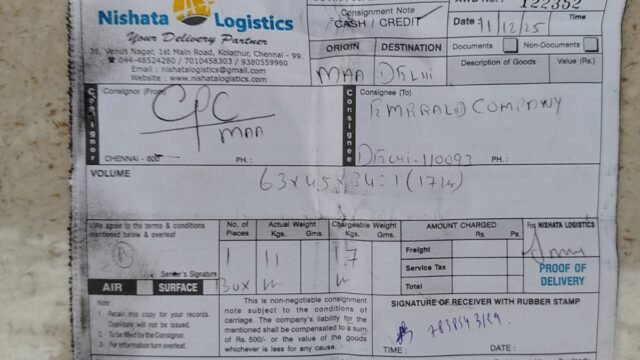 Nishata Logistics
Your Delivery Partner
35, Venus Nagar, 1st Main Road, Kolathur, Chennai - 99.
☎ 044-48524280 / 7010458303 / 9380559960
Email : nishatalogistics@gmail.com
Website : www.nishatalogistics.com
Consignment Note
CASH / CREDIT
122352
Date 7/12/25 Time
ORIGIN DESTINATION
MAA DELHI
Documents Non-Documents
Description of Goods Value (Rs.)
Consignor
Consignor (From)
CPC
MAA
CHENNAI - 600 PH. :
Consignee
Consignee (To)
EMERALD COMPANY
DELHI-110092 PH. :
VOLUME
63 x 45 x 34 = 1 (17 )
I/We agree to the terms & conditions
mentioned below & overleaf
Sender's Signature
AIR SURFACE
No. of Pieces
1
BOX
Actual Weight
Kgs. Gms.
11
Chargeable Weight
Kgs. Gms.
17
AMOUNT CHARGED
Rs. Ps.
Freight
Service Tax
Total
For NISHATA LOGISTICS
PROOF OF
DELIVERY
Note:
1. Retain this copy for your records.
Duplicate will not be issued.
2. To be filled by the Consignor.
3. For information turn overleaf.
This is non-negotiable consignment
note subject to the conditions of
carriage. The company's liability for
the mentioned shall be compensated to a sum
of Rs. 500/- or the value of the goods
whichever is less for any cause.
SIGNATURE OF RECEIVER WITH RUBBER STAMP
TIME : DATE :